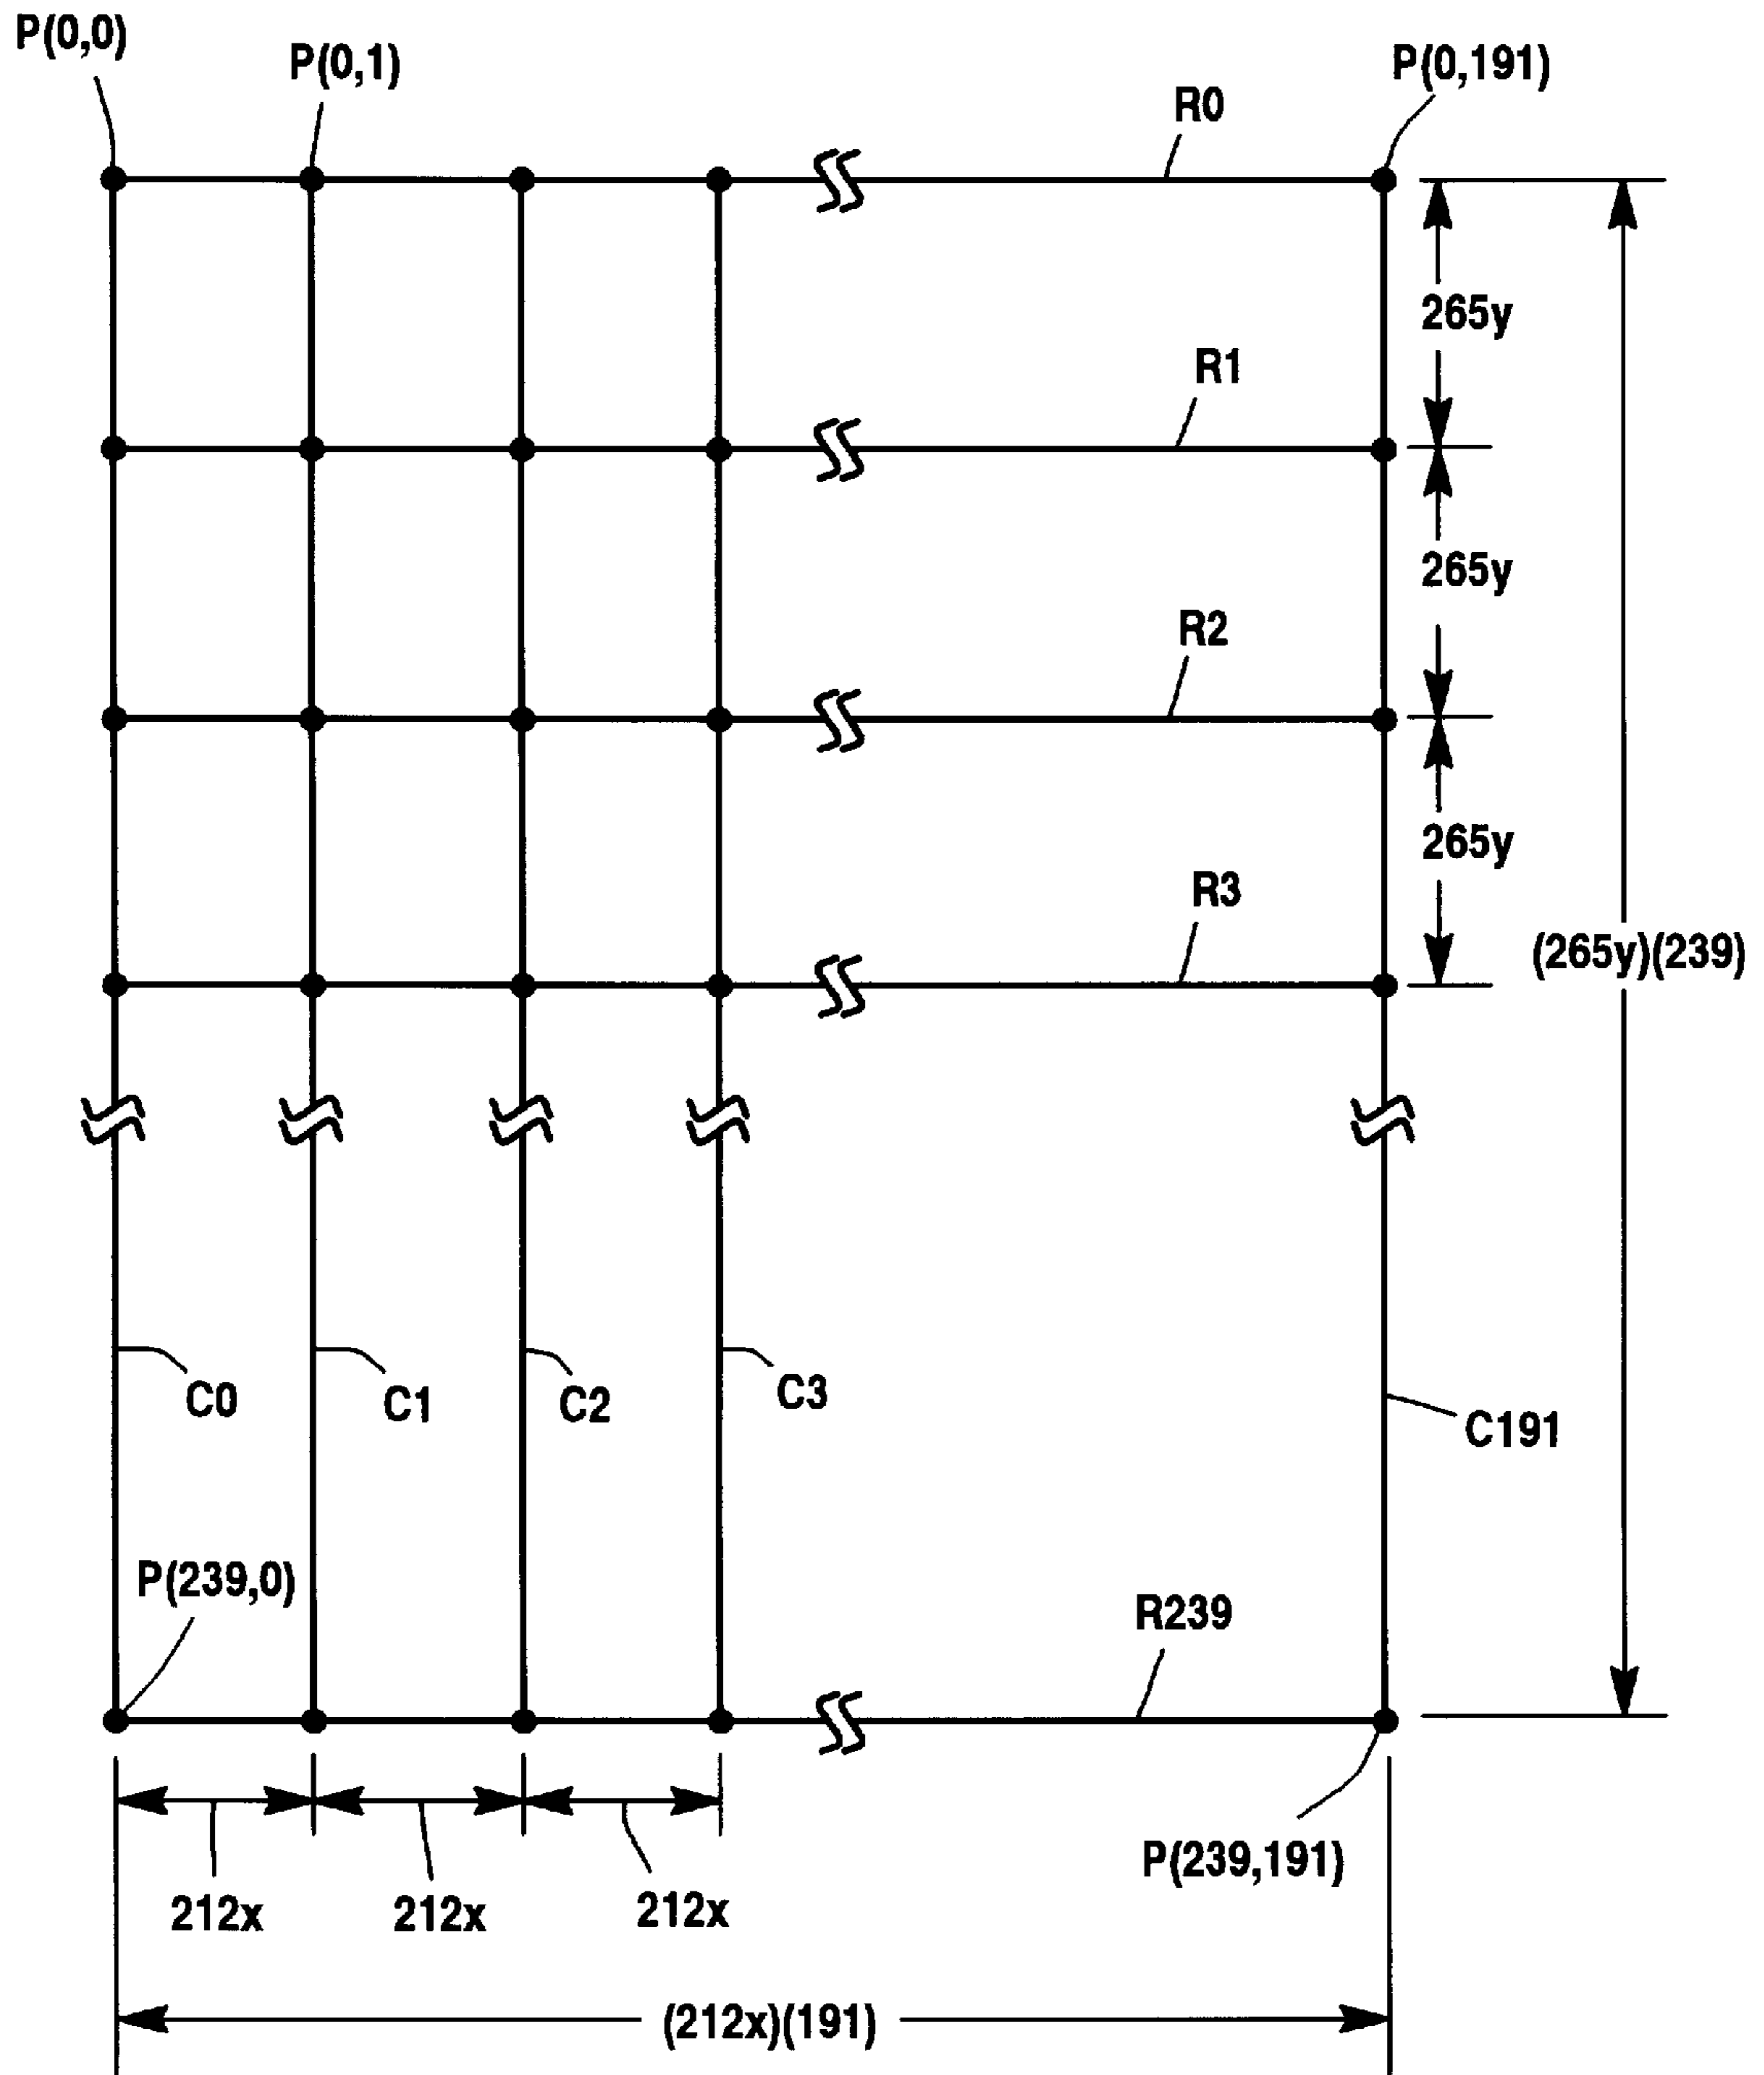 P(0,0)
P(0,1)
P(0,191)
R0
265y
R1
265y
R2
265y
R3
(265y)(239)
C0
C1
C2
C3
C191
P(239,0)
R239
P(239,191)
212x
212x
212x
(212x)(191)